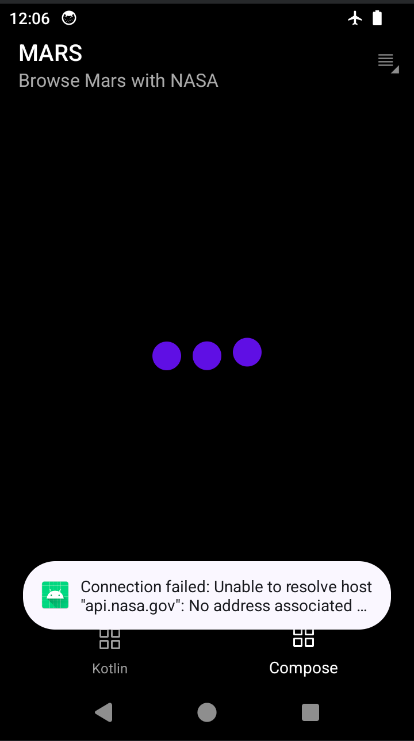 12:06
MARS
Browse Mars with NASA
Connection failed: Unable to resolve host
"api.nasa.gov": No address associated ...
Kotlin
Compose